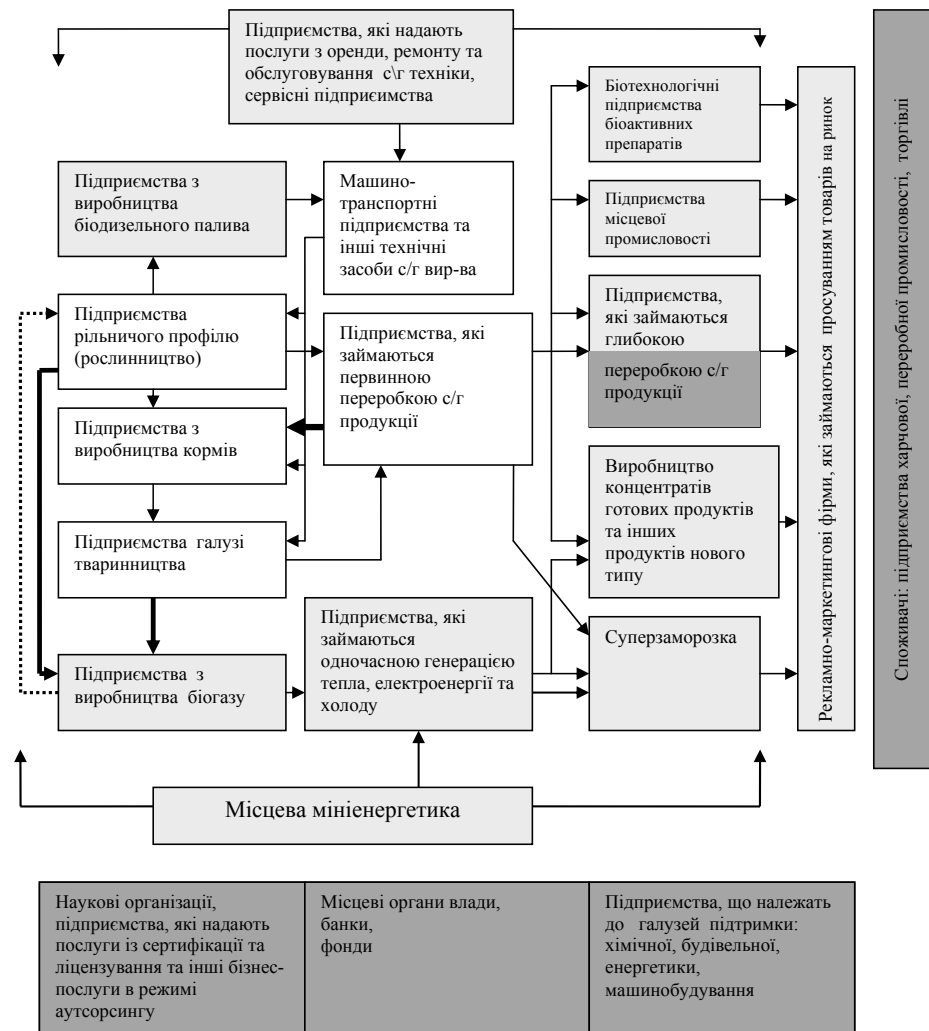 Підприємства, які надають
послуги з оренди, ремонту та
обслуговування с\г техніки,
сервісні підприєимства
Біотехнологічні
підприємства
біоактивних
препаратів
Підприємства з
виробництва
біодизельного палива
Машино-
транспортні
підприємства та
інші технічні
засоби с/г вир-ва
Підприємства
місцевої
промисловості
Підприємства
рільничого профілю
(рослинництво)
Підприємства, які
займаються
первинною
переробкою с/г
продукції
Підприємства,
які займаються
глибокою
переробкою с/г
продукції
Підприємства з
виробництва кормів
Виробництво
концентратів
готових продуктів
та інших
продуктів нового
типу
Підприємства галузі
тваринництва
Підприємства, які
займаються
одночасною генерацією
тепла, електроенергії та
холоду
Суперзаморозка
Підприємства з
виробництва біогазу
Рекламно-маркетингові фірми, які займаються просуванням товарів на ринок
Споживачі: підприємства харчової, переробної промисловості, торгівлі
Місцева мініенергетика
Наукові організації,
підприємства, які надають
послуги із сертифікації та
ліцензування та інші бізнес-
послуги в режимі
аутсорсингу
Місцеві органи влади,
банки,
фонди
Підприємства, що належать
до галузей підтримки:
хімічної, будівельної,
енергетики,
машинобудування